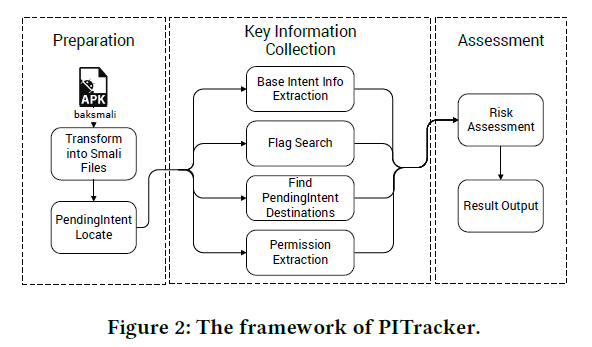 Preparation
APK
baksmali
Transform
into Smali
Files
PendingIntent
Locate
Key Information
Collection
Base Intent Info
Extraction
Flag Search
Find
PendingIntent
Destinations
Permission
Extraction
Assessment
Risk
Assessment
Result Output
Figure 2: The framework of PITracker.